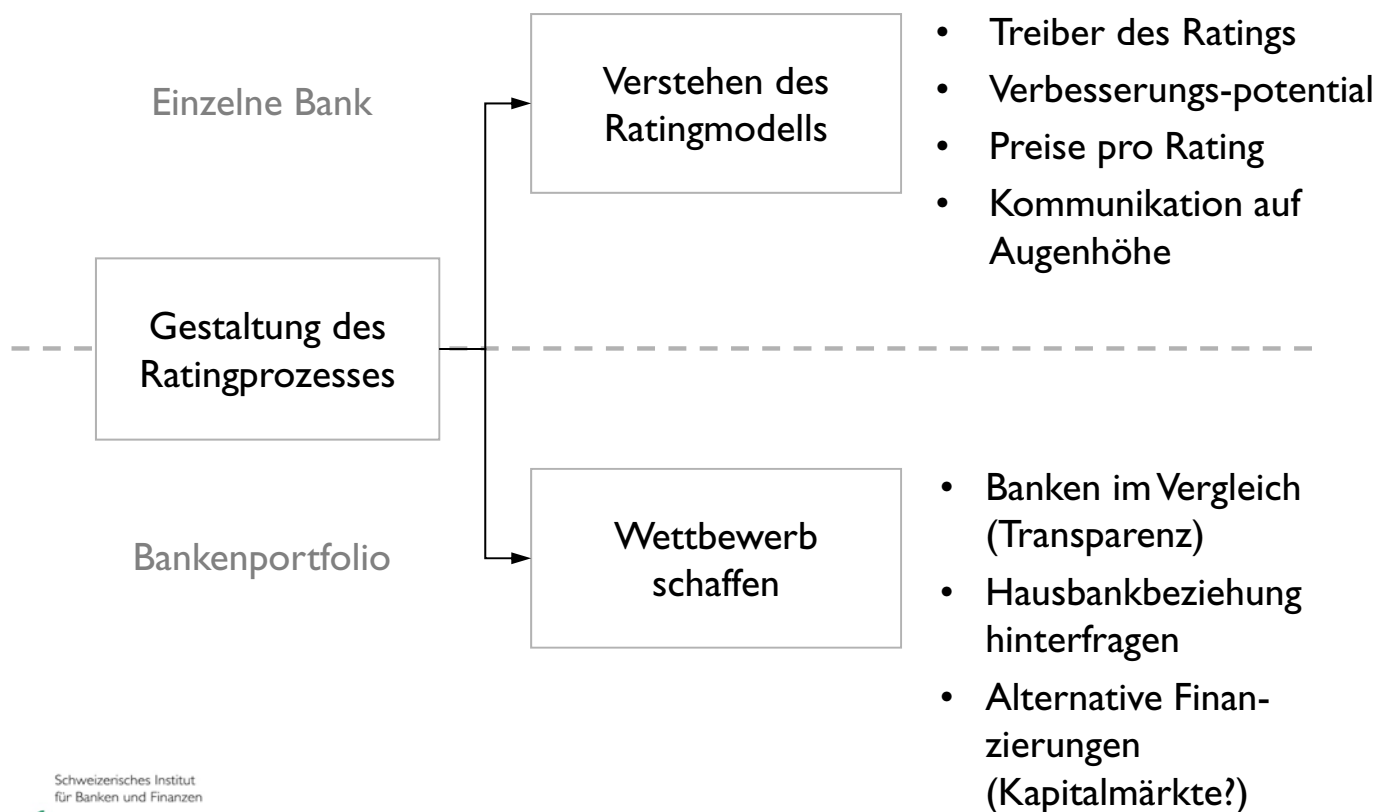 Einzelne Bank
Verstehen des
Ratingmodells
• Treiber des Ratings
• Verbesserungs-potential
• Preise pro Rating
• Kommunikation auf
Augenhöhe
Gestaltung des
Ratingprozesses
Bankenportfolio
Wettbewerb
schaffen
• Banken im Vergleich
(Transparenz)
• Hausbankbeziehung
hinterfragen
• Alternative Finan-
zierungen
(Kapitalmärkte?)
Schweizerisches Institut
für Banken und Finanzen